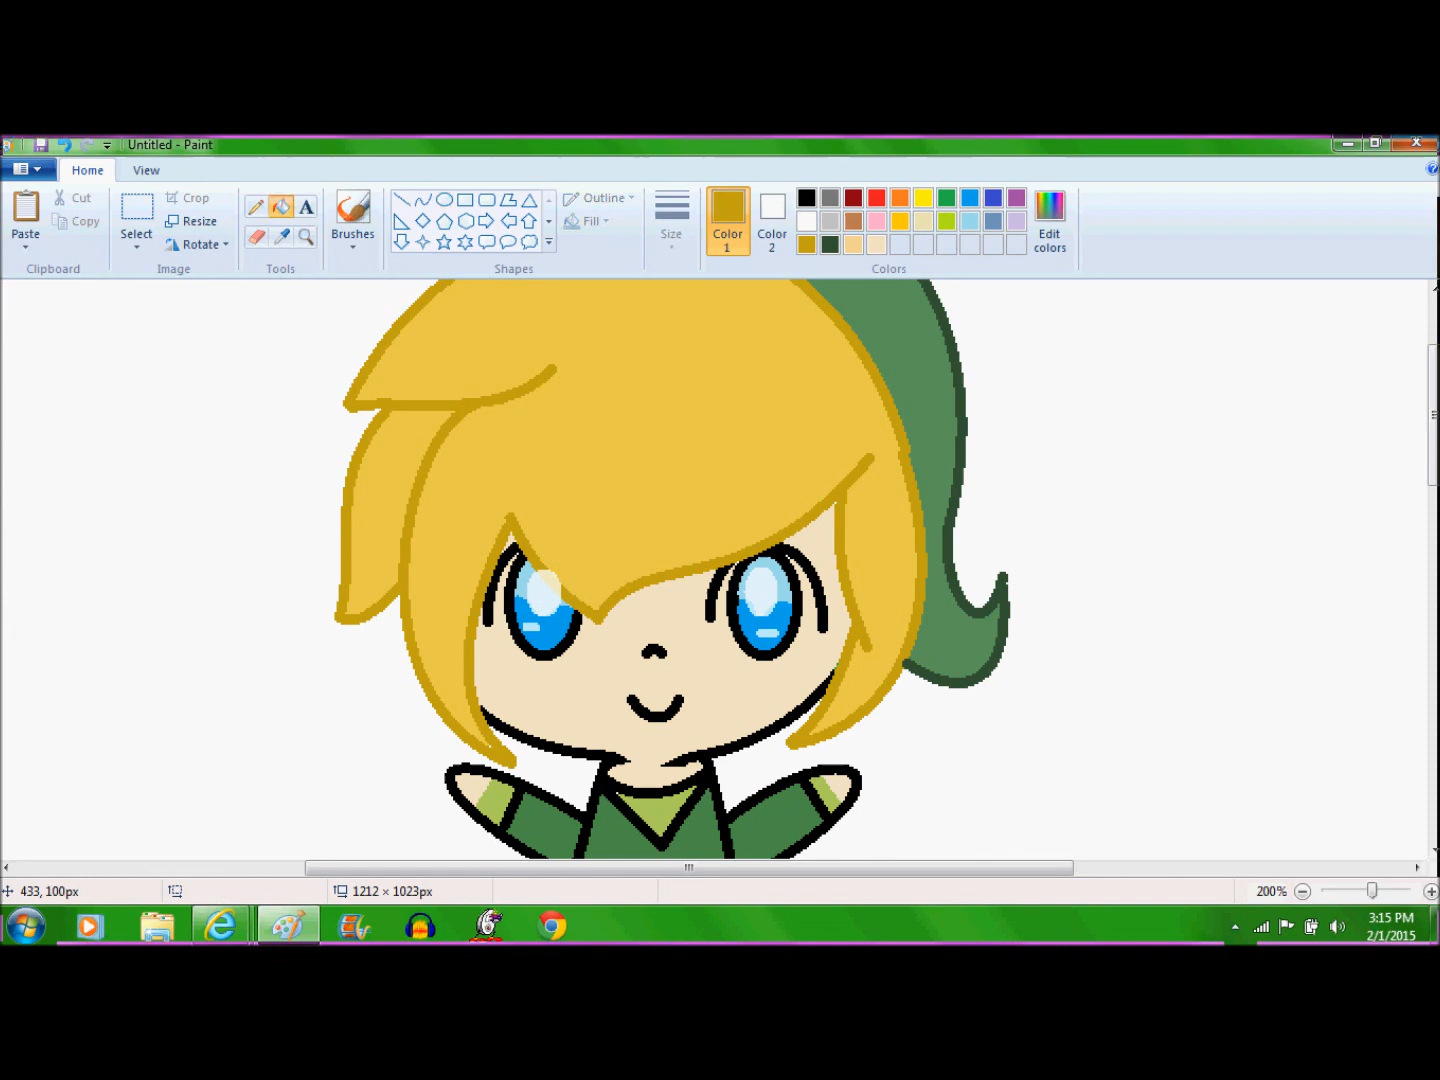 Untitled - Paint
Home View
Cut Crop Outline
Copy Resize Fill
Paste Select Rotate Brushes Size Color 1 Color 2 Edit colors
Clipboard Image Tools Shapes Colors
A
433, 100px 1212 × 1023px 200%
3:15 PM
2/1/2015